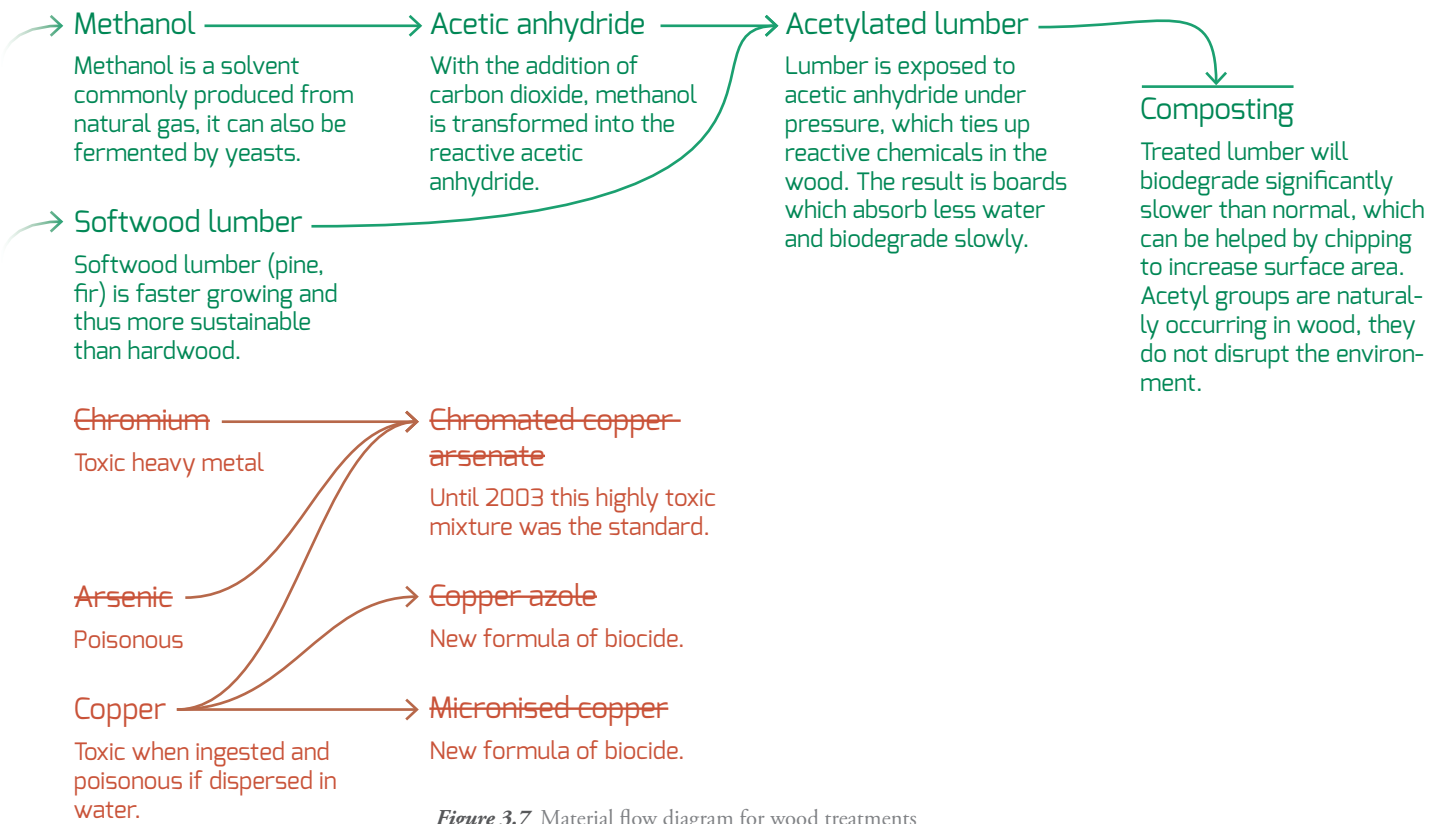 Methanol
Methanol is a solvent
commonly produced from
natural gas, it can also be
fermented by yeasts.
Acetic anhydride
With the addition of
carbon dioxide, methanol
is transformed into the
reactive acetic
anhydride.
Acetylated lumber
Lumber is exposed to
acetic anhydride under
pressure, which ties up
reactive chemicals in the
wood. The result is boards
which absorb less water
and biodegrade slowly.
Composting
Treated lumber will
biodegrade significantly
slower than normal, which
can be helped by chipping
to increase surface area.
Acetyl groups are natural-
ly occurring in wood, they
do not disrupt the environ-
ment.
Softwood lumber
Softwood lumber (pine,
fir) is faster growing and
thus more sustainable
than hardwood.
Chromium
Toxic heavy metal
Chromated copper
arsenate
Until 2003 this highly toxic
mixture was the standard.
Arsenic
Poisonous
Copper azole
New formula of biocide.
Copper
Toxic when ingested and
poisonous if dispersed in
water.
Micronised copper
New formula of biocide.
Figure 3.7 Material flow diagram for wood treatments